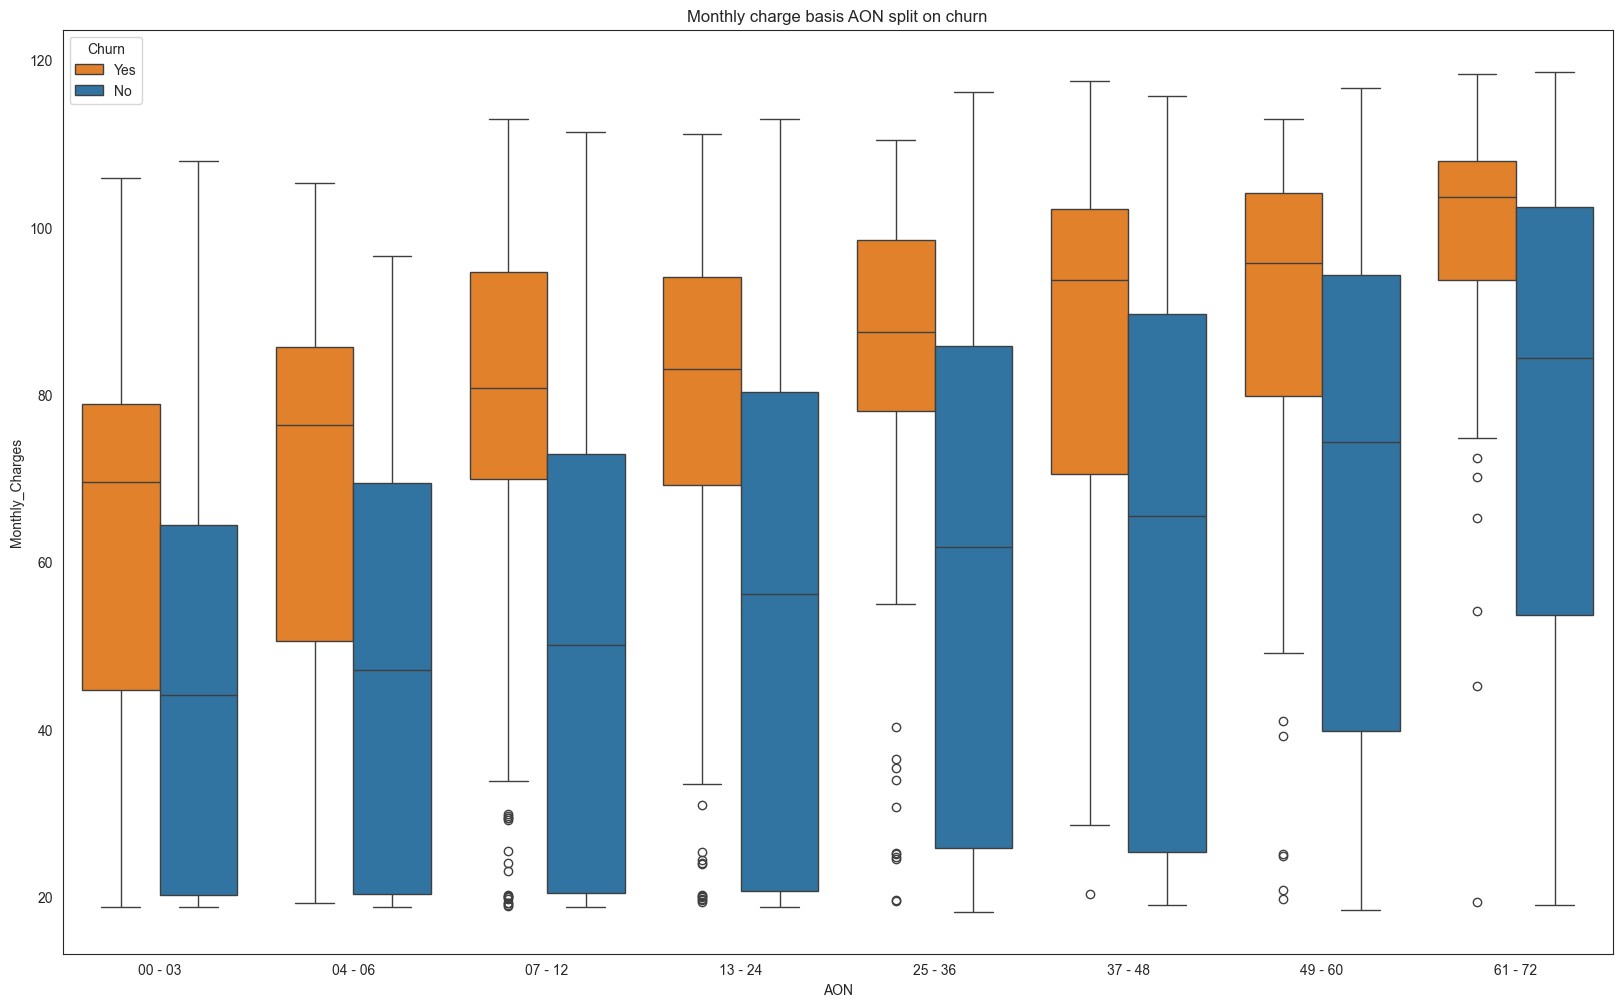 Monthly charge basis AON split on churn
Churn
Yes
No
120
100
80
60
40
20
Monthly_Charges
00 - 03
04 - 06
07 - 12
13 - 24
25 - 36
37 - 48
49 - 60
61 - 72
AON